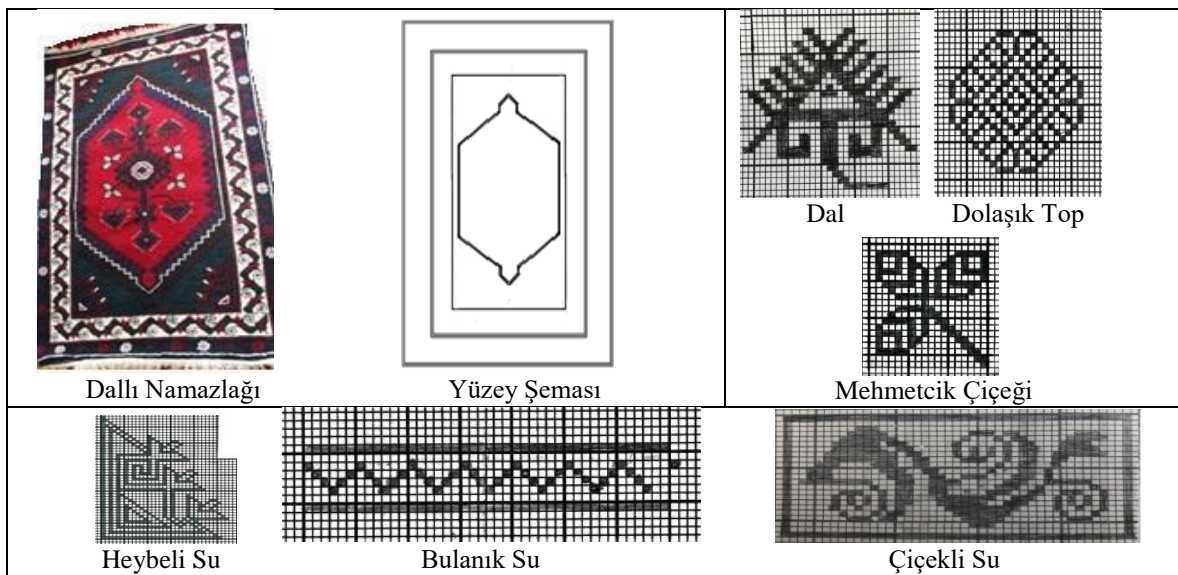 Dal
Dolaşık Top
Mehmetcik Çiçeği
Dallı Namazlağı
Yüzey Şeması
Heybeli Su
Bulanık Su
Çiçekli Su